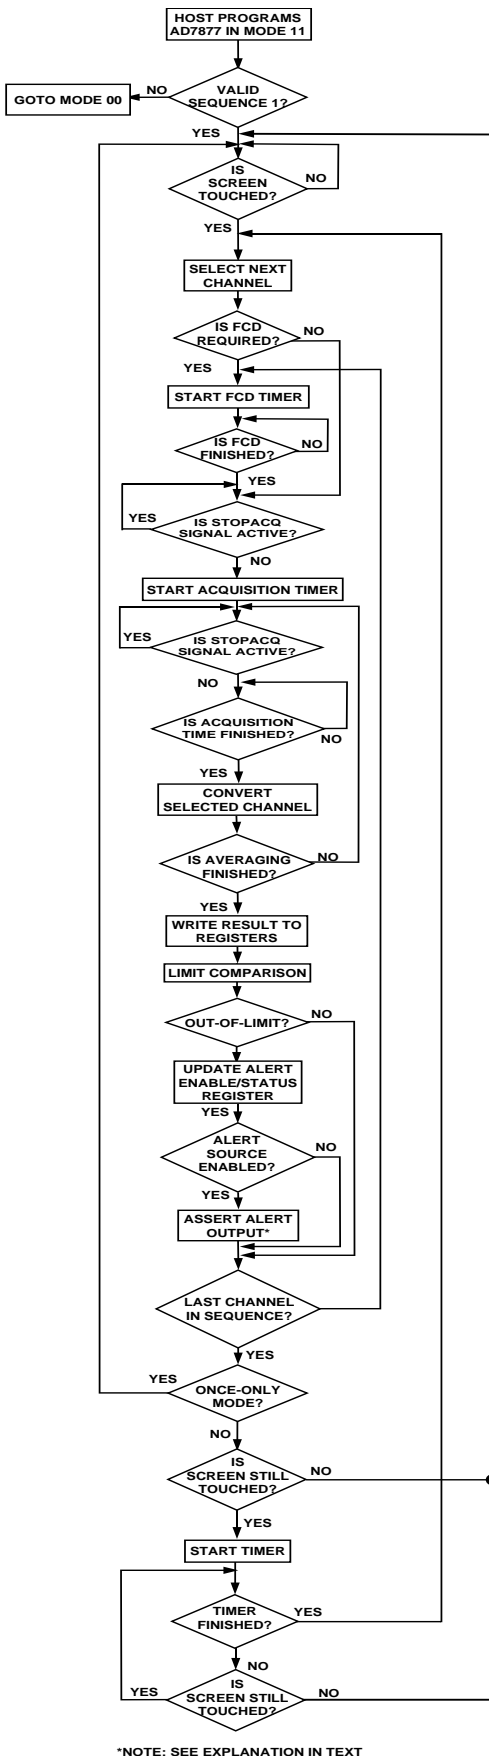 HOST PROGRAMS
AD7877 IN MODE 11
VALID
SEQUENCE 1?
NO
GOTO MODE 00
YES
IS
SCREEN
TOUCHED?
NO
YES
SELECT NEXT
CHANNEL
IS FCD
REQUIRED?
NO
YES
START FCD TIMER
IS FCD
FINISHED?
NO
YES
YES
IS STOPACQ
SIGNAL ACTIVE?
NO
START ACQUISITION TIMER
YES
IS STOPACQ
SIGNAL ACTIVE?
NO
IS ACQUISITION
TIME FINISHED?
NO
YES
CONVERT
SELECTED CHANNEL
IS AVERAGING
FINISHED?
NO
YES
WRITE RESULT TO
REGISTERS
LIMIT COMPARISON
OUT-OF-LIMIT?
NO
UPDATE ALERT
ENABLE/STATUS
REGISTER
YES
ALERT
SOURCE
ENABLED?
NO
YES
ASSERT ALERT
OUTPUT*
LAST CHANNEL
IN SEQUENCE?
YES
YES
ONCE-ONLY
MODE?
NO
IS
SCREEN STILL
TOUCHED?
NO
YES
START TIMER
TIMER
FINISHED?
YES
NO
YES
IS
SCREEN STILL
TOUCHED?
NO
*NOTE: SEE EXPLANATION IN TEXT